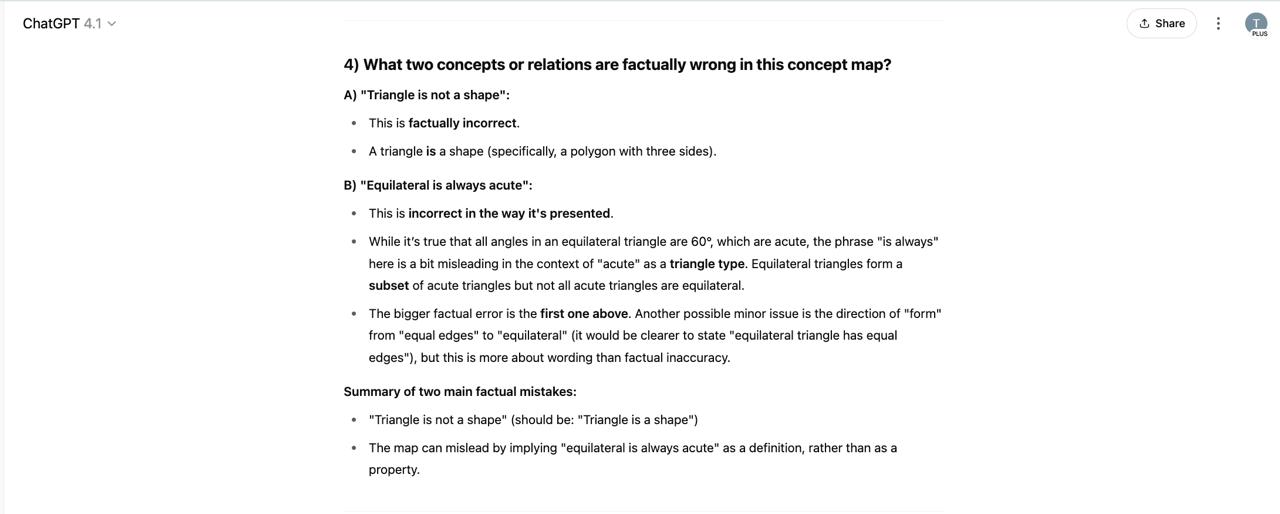 ChatGPT 4.1
Share
T
PLUS
4) What two concepts or relations are factually wrong in this concept map?
A) "Triangle is not a shape":
• This is factually incorrect.
• A triangle is a shape (specifically, a polygon with three sides).
B) "Equilateral is always acute":
• This is incorrect in the way it's presented.
• While it’s true that all angles in an equilateral triangle are 60°, which are acute, the phrase "is always"
here is a bit misleading in the context of "acute" as a triangle type. Equilateral triangles form a
subset of acute triangles but not all acute triangles are equilateral.
• The bigger factual error is the first one above. Another possible minor issue is the direction of "form"
from "equal edges" to "equilateral" (it would be clearer to state "equilateral triangle has equal
edges"), but this is more about wording than factual inaccuracy.
Summary of two main factual mistakes:
• "Triangle is not a shape" (should be: "Triangle is a shape")
• The map can mislead by implying "equilateral is always acute" as a definition, rather than as a
property.